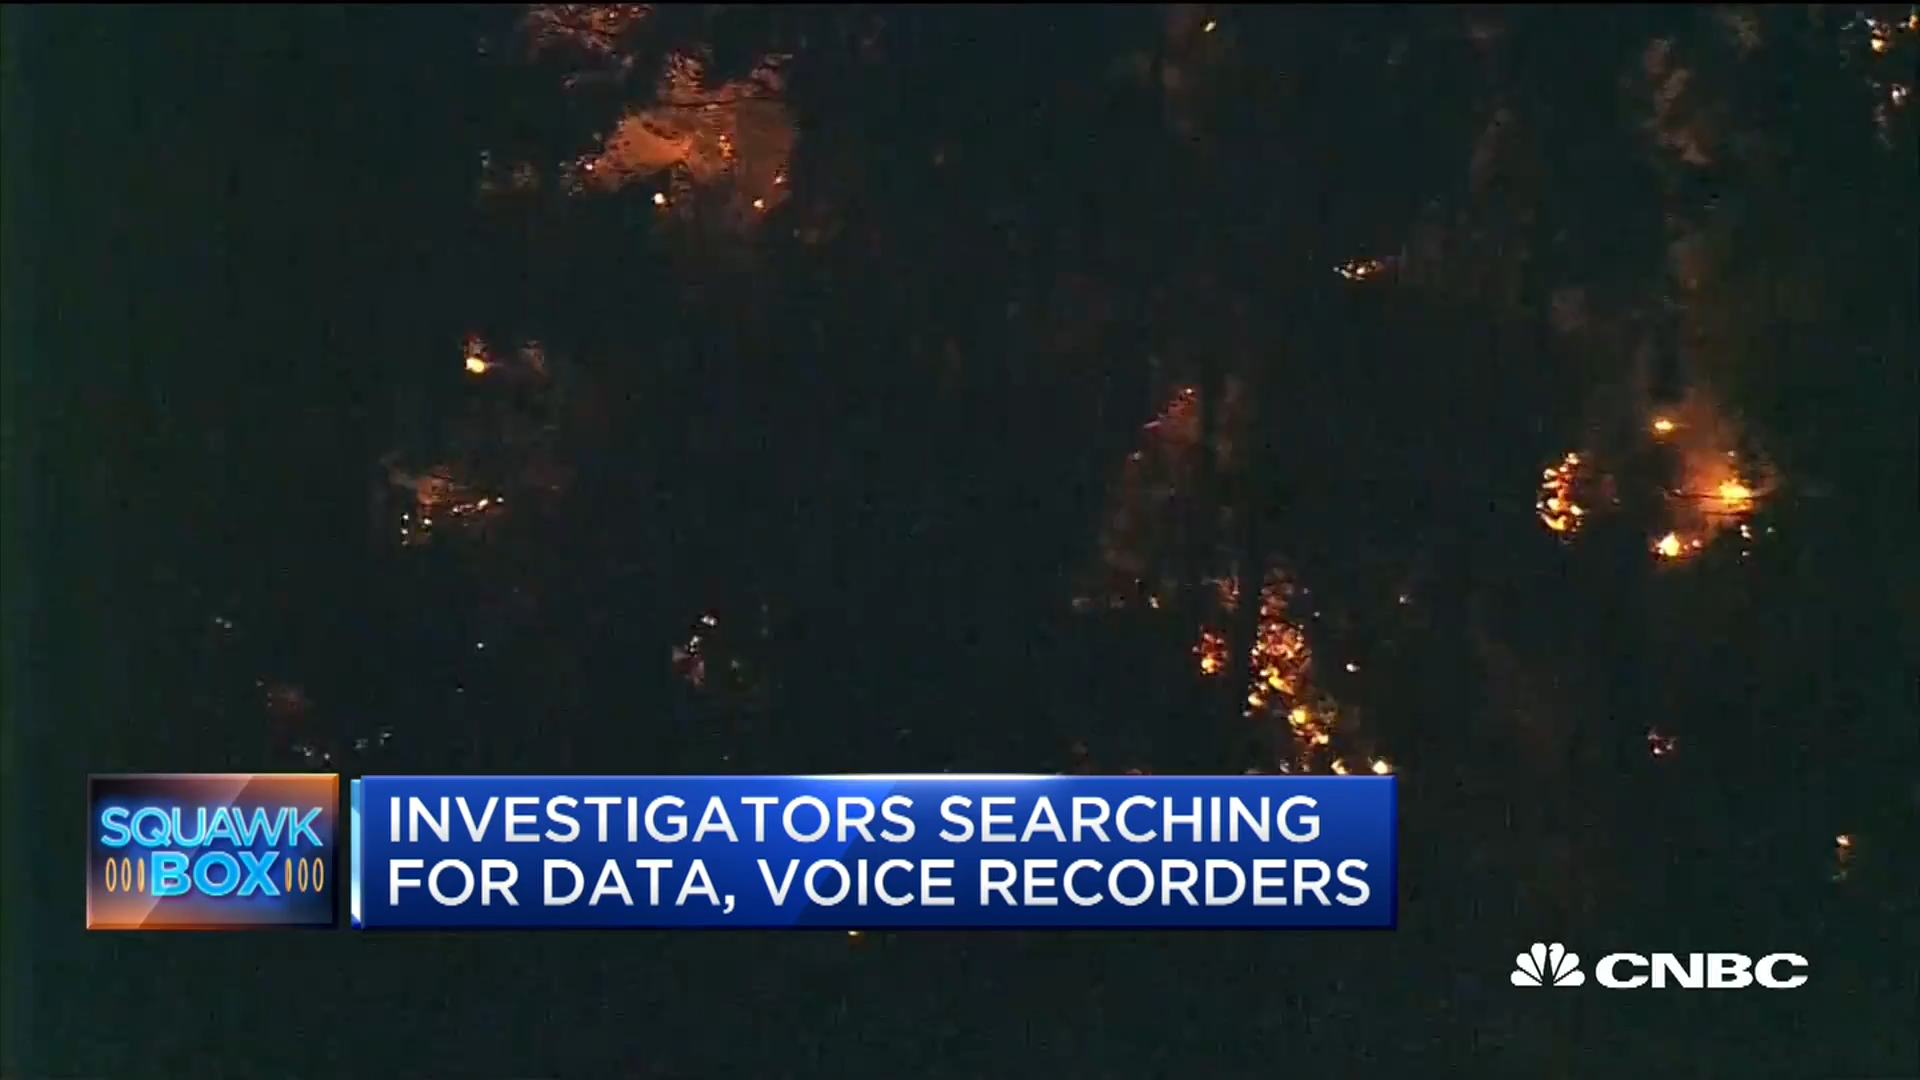 SQUAWK
BOX
INVESTIGATORS SEARCHING
FOR DATA, VOICE RECORDERS
CNBC